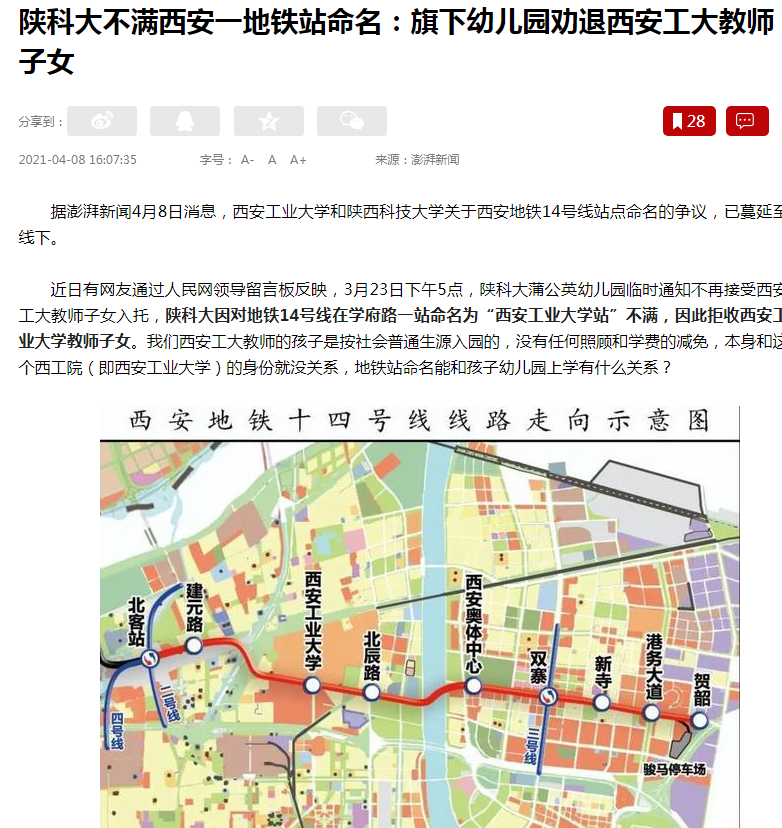 陕科大不满西安一地铁站命名：旗下幼儿园劝退西安工大教师
子女
分享到：
28
2021-04-08 16:07:35 字号： A- A A+ 来源：澎湃新闻
据澎湃新闻4月8日消息，西安工业大学和陕西科技大学关于西安地铁14号线站点命名的争议，已蔓延至
线下。
近日有网友通过人民网领导留言板反映，3月23日下午5点，陕科大蒲公英幼儿园临时通知不再接受西安
工大教师子女入托，陕科大因对地铁14号线在学府路一站命名为“西安工业大学站”不满，因此拒收西安工
业大学教师子女。我们西安工大教师的孩子是按社会普通生源入园的，没有任何照顾和学费的减免，本身和这
个西工院（即西安工业大学）的身份就没关系，地铁站命名能和孩子幼儿园上学有什么关系？
西安地铁十四号线线路走向示意图
北客站
建元路
西安工业大学
北辰路
西安奥体中心
双寨
新寺
港务大道
贺韶
四号线
二号线
三号线
骏马停车场